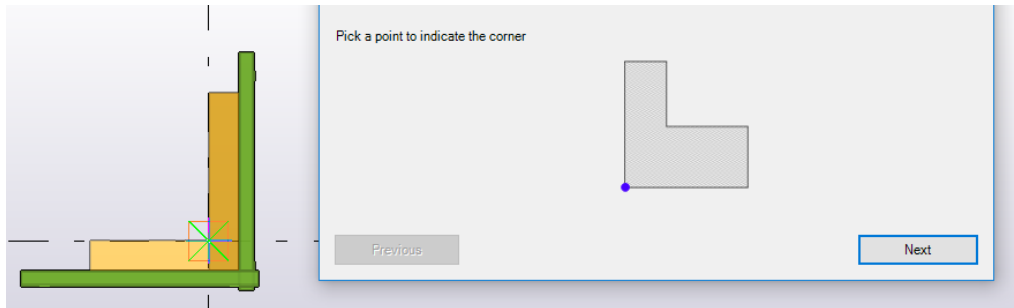 Pick a point to indicate the corner
Previous
Next